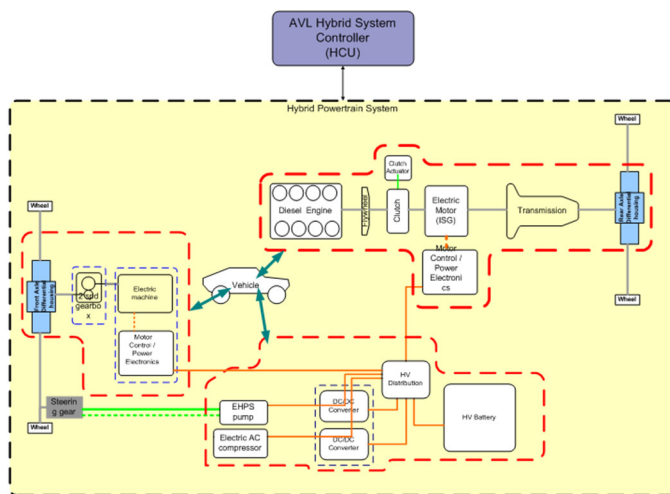 AVL Hybrid System
Controller
(HCU)
Hybrid Powertrain System
Wheel
Clutch
Actuator
Diesel Engine
Flywheel
Clutch
Electric
Motor
(ISG)
Transmission
Rear Axle
Differential
housing
Wheel
Motor
Control /
Power
Electroni
cs
Wheel
Front Axle
Differential
housing
2 spd
gearbo
x
Electric
machine
Motor
Control /
Power
Electronics
Vehicle
Wheel
Steerin
g gear
EHPS
pump
Electric AC
compressor
DC/DC
Converter
DC/DC
Converter
HV
Distribution
HV Battery